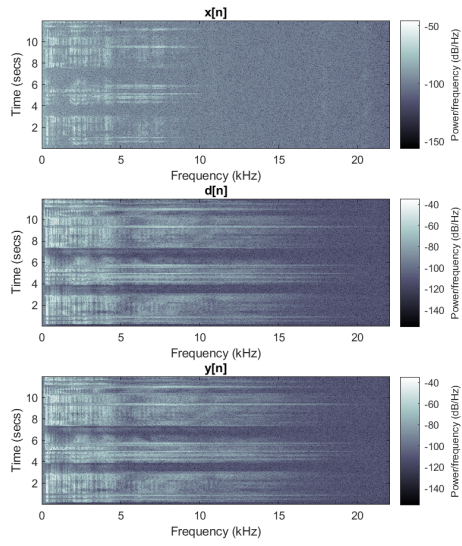 x[n]
10
8
6
4
2
Time (secs)
0 5 10 15 20
Frequency (kHz)
-50
-100
-150
Power/frequency (dB/Hz)
d[n]
10
8
6
4
2
Time (secs)
0 5 10 15 20
Frequency (kHz)
-40
-60
-80
-100
-120
-140
Power/frequency (dB/Hz)
y[n]
10
8
6
4
2
Time (secs)
0 5 10 15 20
Frequency (kHz)
-40
-60
-80
-100
-120
-140
Power/frequency (dB/Hz)